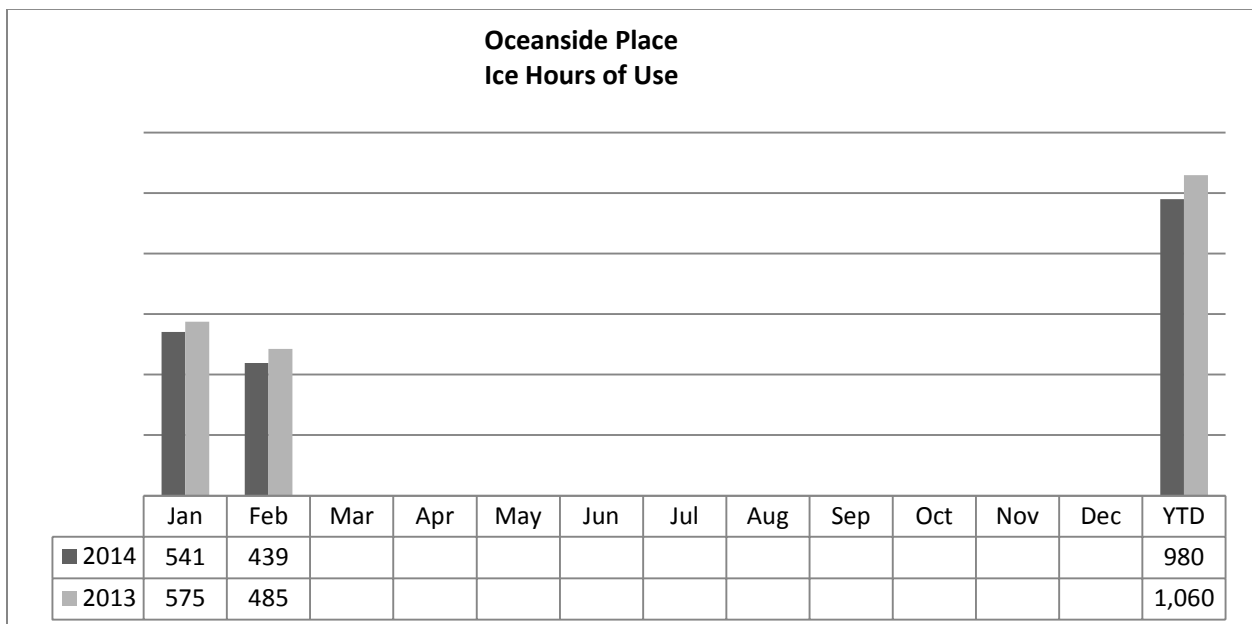 Oceanside Place
Ice Hours of Use
Jan Feb Mar Apr May Jun Jul Aug Sep Oct Nov Dec YTD
2014 541 439 980
2013 575 485 1,060